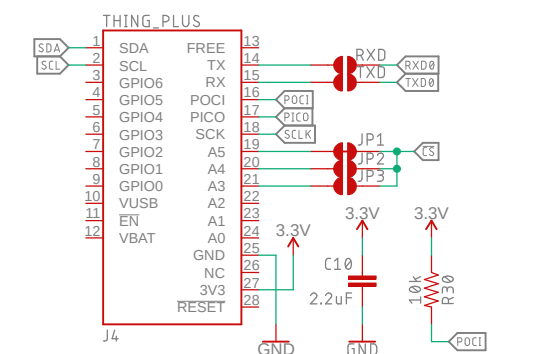 THING_PLUS
SDA 1 SDA FREE 13
SCL 2 SCL TX 14 RXD RXD0
3 GPIO6 RX 15 TXD TXD0
4 GPIO5 POCI 16 POCI
5 GPIO4 PICO 17 PICO
6 GPIO3 SCK 18 SCLK
7 GPIO2 A5 19 JP1 CS
8 GPIO1 A4 20 JP2
9 GPIO0 A3 21 JP3
10 VUSB A2 22
11 EN A1 23
12 VBAT A0 24
GND 25
NC 26
3V3 27
RESET 28
J4
3.3V
GND
3.3V
C10
2.2uF
GND
3.3V
10k
R30
POCI